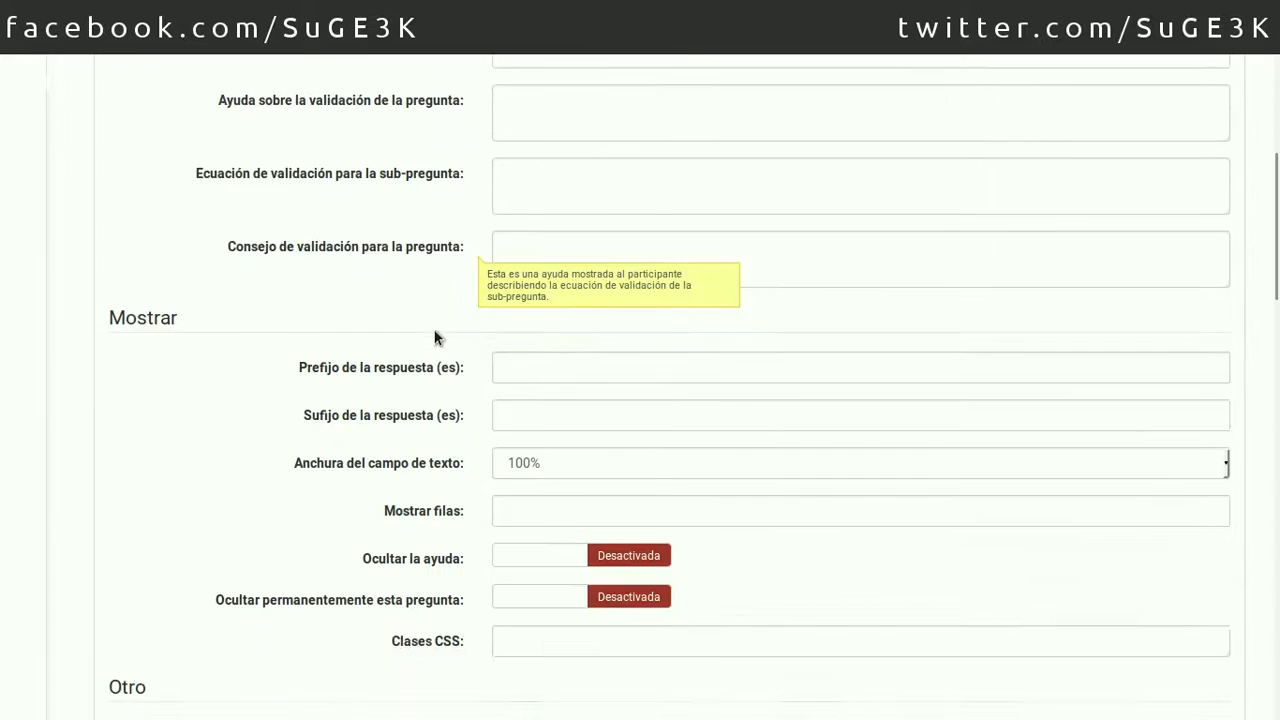 facebook.com/SuGE3K
twitter.com/SuGE3K
Ayuda sobre la validación de la pregunta:
Ecuación de validación para la sub-pregunta:
Consejo de validación para la pregunta:
Esta es una ayuda mostrada al participante
describiendo la ecuación de validación de la
sub-pregunta.
Mostrar
Prefijo de la respuesta (es):
Sufijo de la respuesta (es):
Anchura del campo de texto:
100%
Mostrar filas:
Ocultar la ayuda:
Desactivada
Ocultar permanentemente esta pregunta:
Desactivada
Clases CSS:
Otro